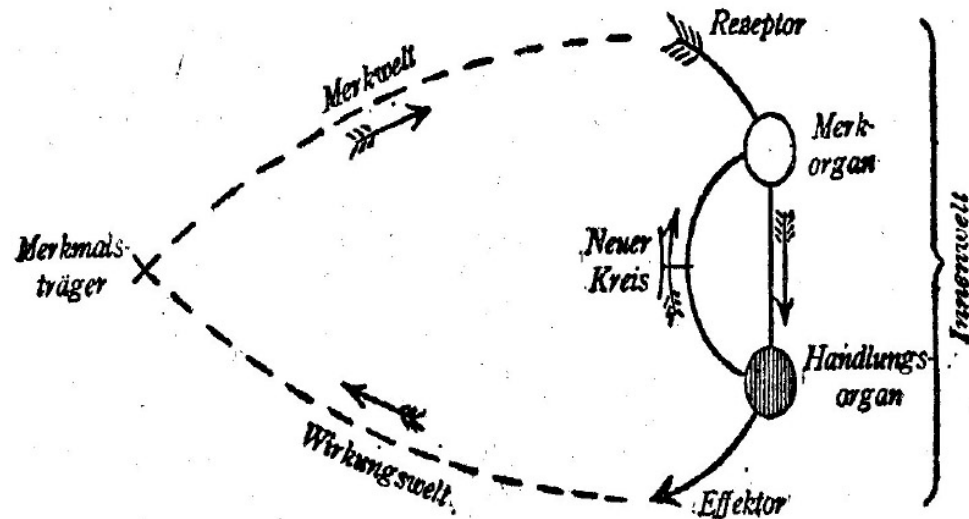 Rezeptor
Merkwelt
Merk-
organ
Merkmals-
träger
Neuer
Kreis
Innenwelt
Handlungs-
organ
Wirkungswelt.
Effektor